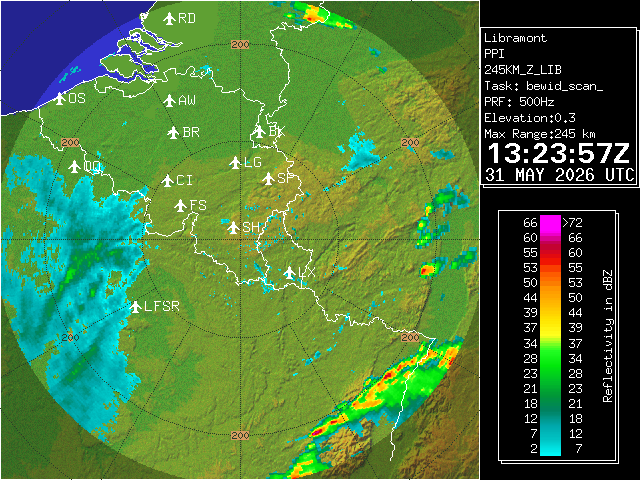 RD
200
OS
AW
BR
BK
200
200
OO
LG
CI
SP
FS
SH
LX
LFSR
200
200
200
Libramont
PPI
245KM_Z_LIB
Task: bewid_scan_
PRF: 500Hz
Elevation:0.3
Max Range:245 km
13:23:57Z
31 MAY 2026 UTC
66 >72
60 66
55 60
53 55
50 53
44 50
39 44
37 39
34 37
28 34
23 28
21 23
18 21
12 18
7 12
2 7
Reflectivity in dBZ